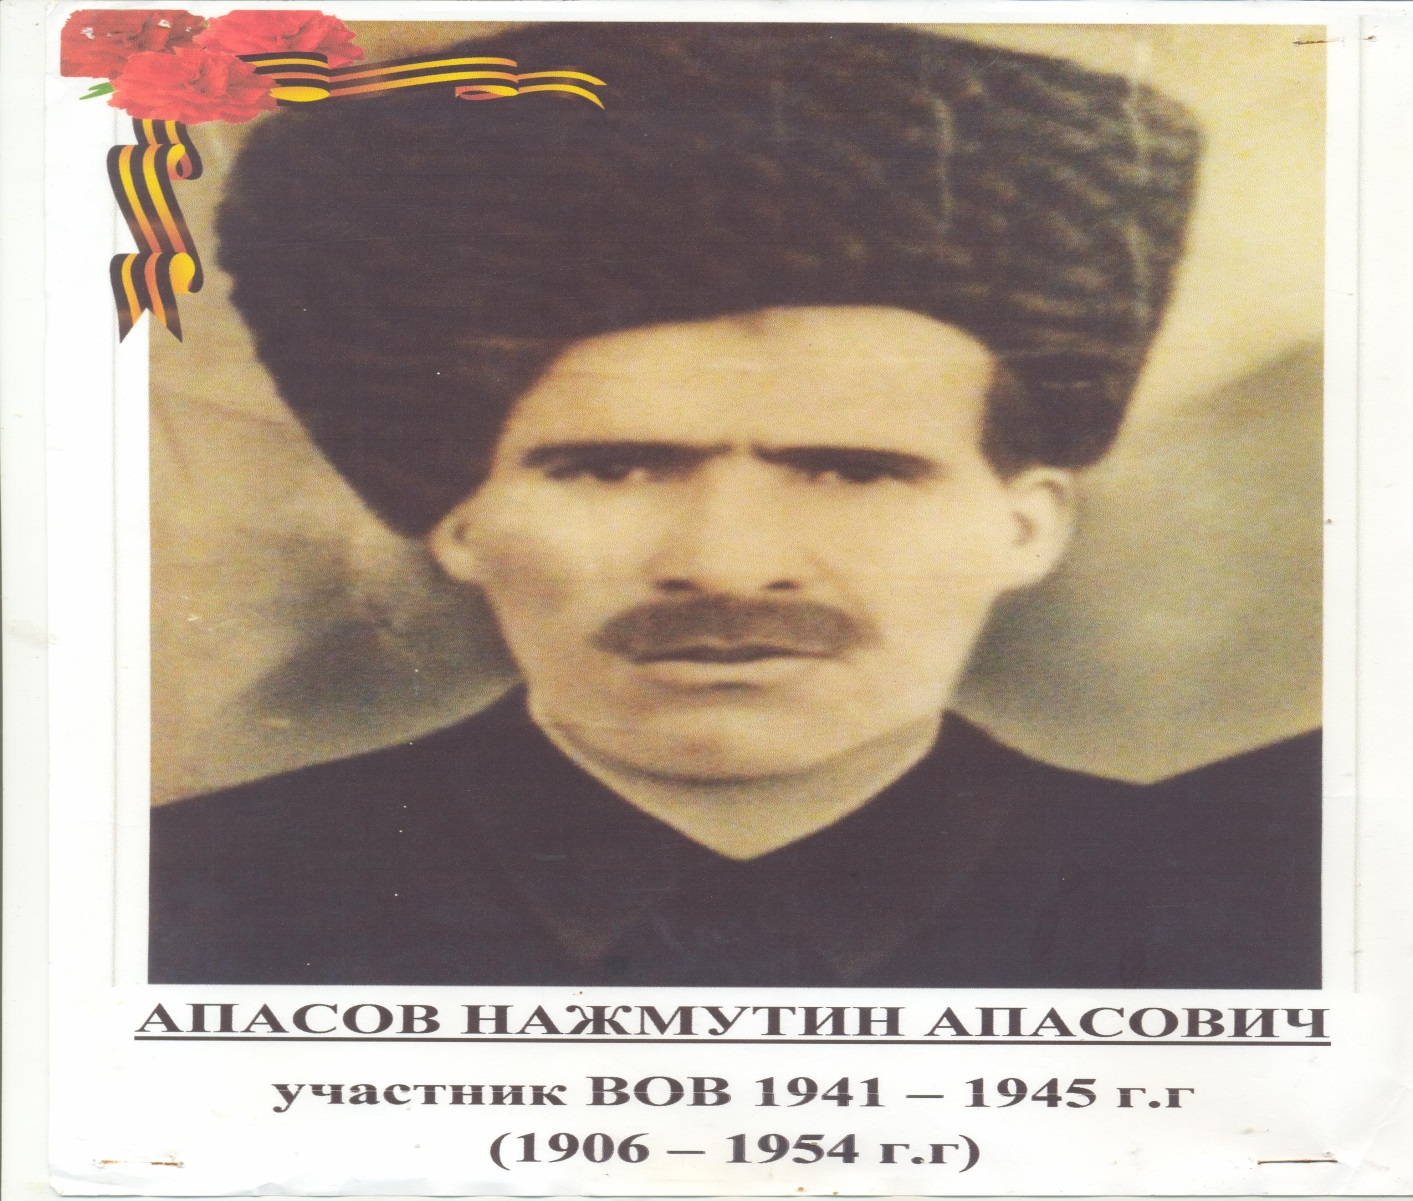 АПАСОВ НАЖМУТИН АПАСОВИЧ
участник ВОВ 1941 – 1945 г.г
(1906 – 1954 г.г)